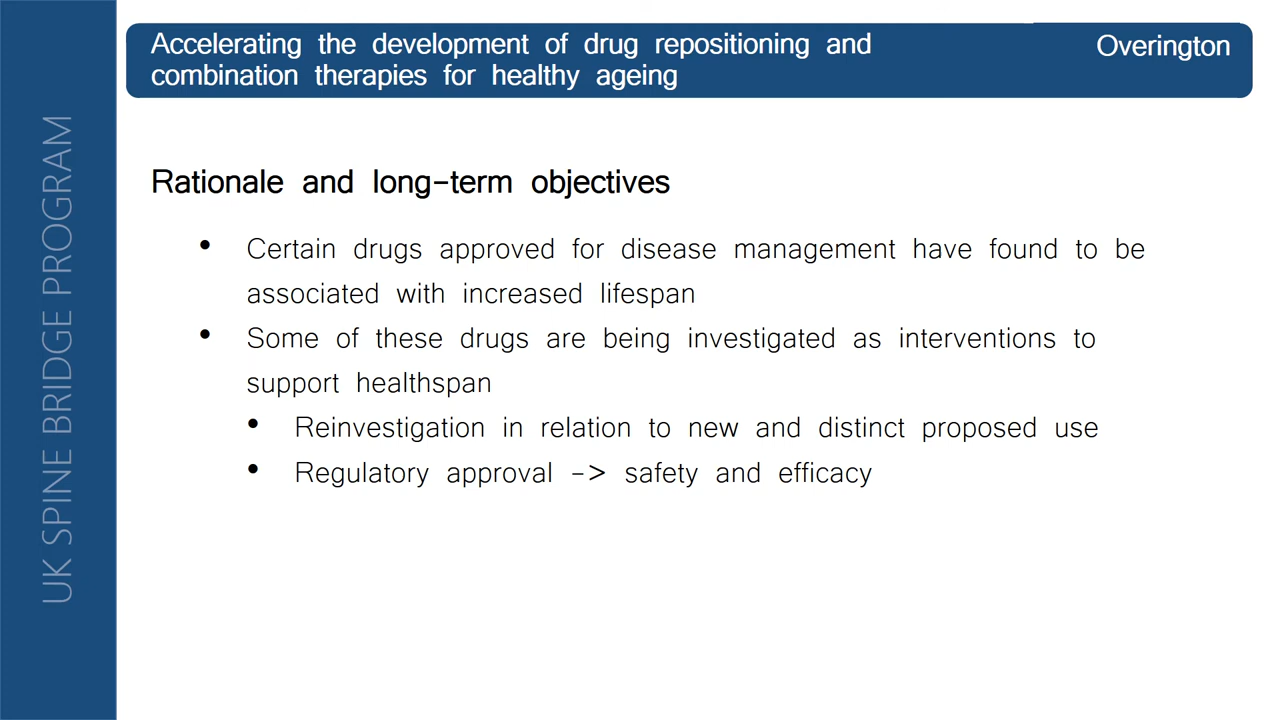 Accelerating the development of drug repositioning and
combination therapies for healthy ageing
Overington
UK SPINE BRIDGE PROGRAM
Rationale and long-term objectives
• Certain drugs approved for disease management have found to be
associated with increased lifespan
• Some of these drugs are being investigated as interventions to
support healthspan
• Reinvestigation in relation to new and distinct proposed use
• Regulatory approval -> safety and efficacy